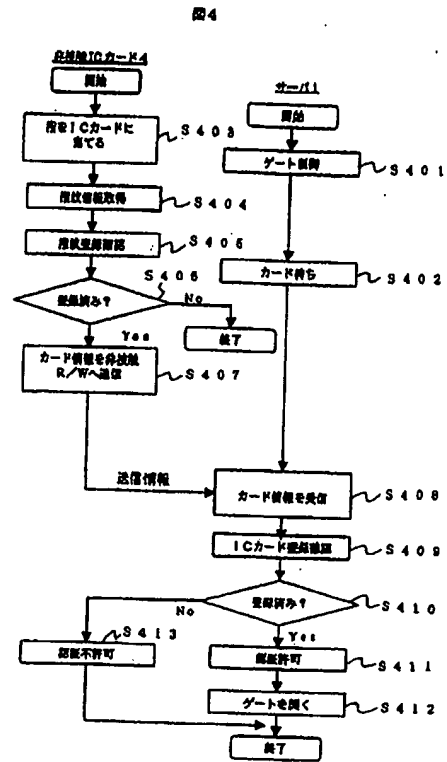 図4
非接触ICカード4
開始
指をICカードに
当てる
S403
指紋情報取得
S404
指紋登録確認
S405
登録済み?
S406
No
終了
Yes
カード情報を非接触
R/Wへ送信
S407
送信情報
サーバ1
開始
ゲート制御
S401
カード待ち
S402
カード情報を受信
S408
ICカード登録確認
S409
登録済み?
S410
No
Yes
認証不許可
S413
認証許可
S411
ゲートを開く
S412
終了